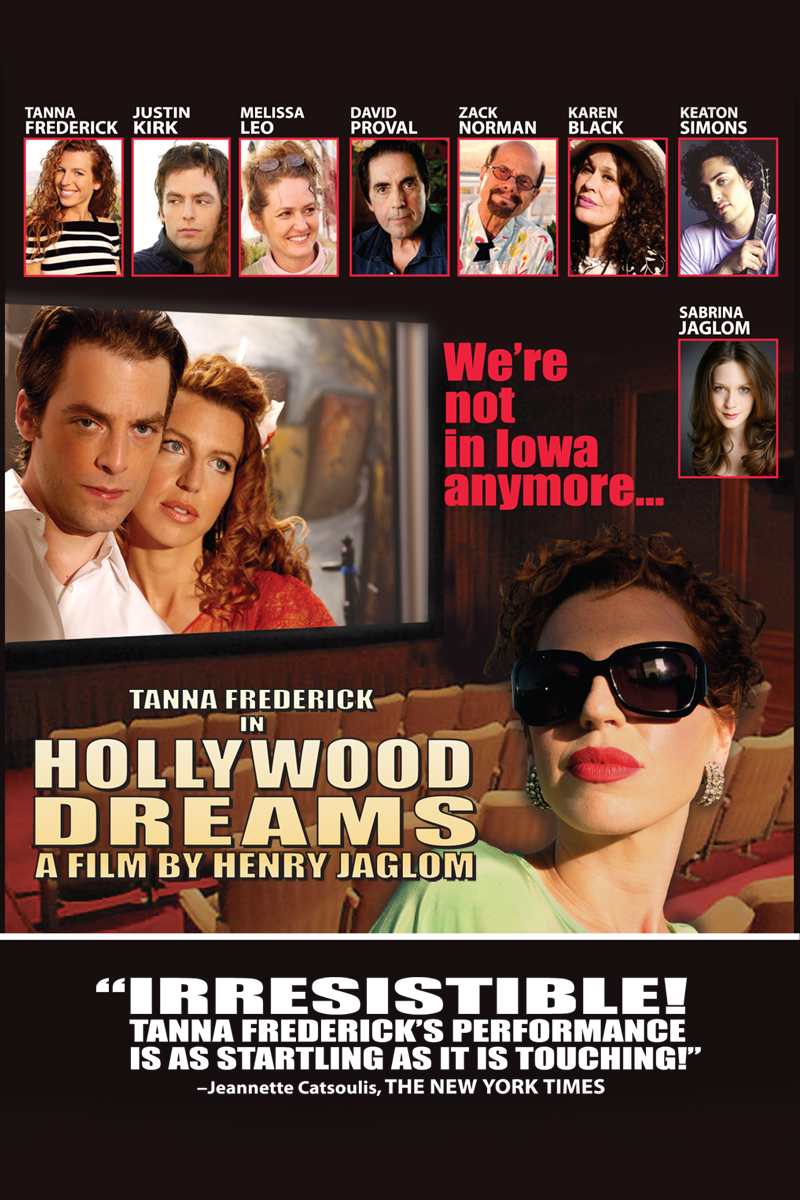 TANNA
FREDERICK
JUSTIN
KIRK
MELISSA
LEO
DAVID
PROVAL
ZACK
NORMAN
KAREN
BLACK
KEATON
SIMONS
SABRINA
JAGLOM
We're
not
in Iowa
anymore...
TANNA FREDERICK
IN
HOLLYWOOD
DREAMS
A FILM BY HENRY JAGLOM
“IRRESISTIBLE!
TANNA FREDERICK'S PERFORMANCE
IS AS STARTLING AS IT IS TOUCHING!”
–Jeannette Catsoulis, THE NEW YORK TIMES